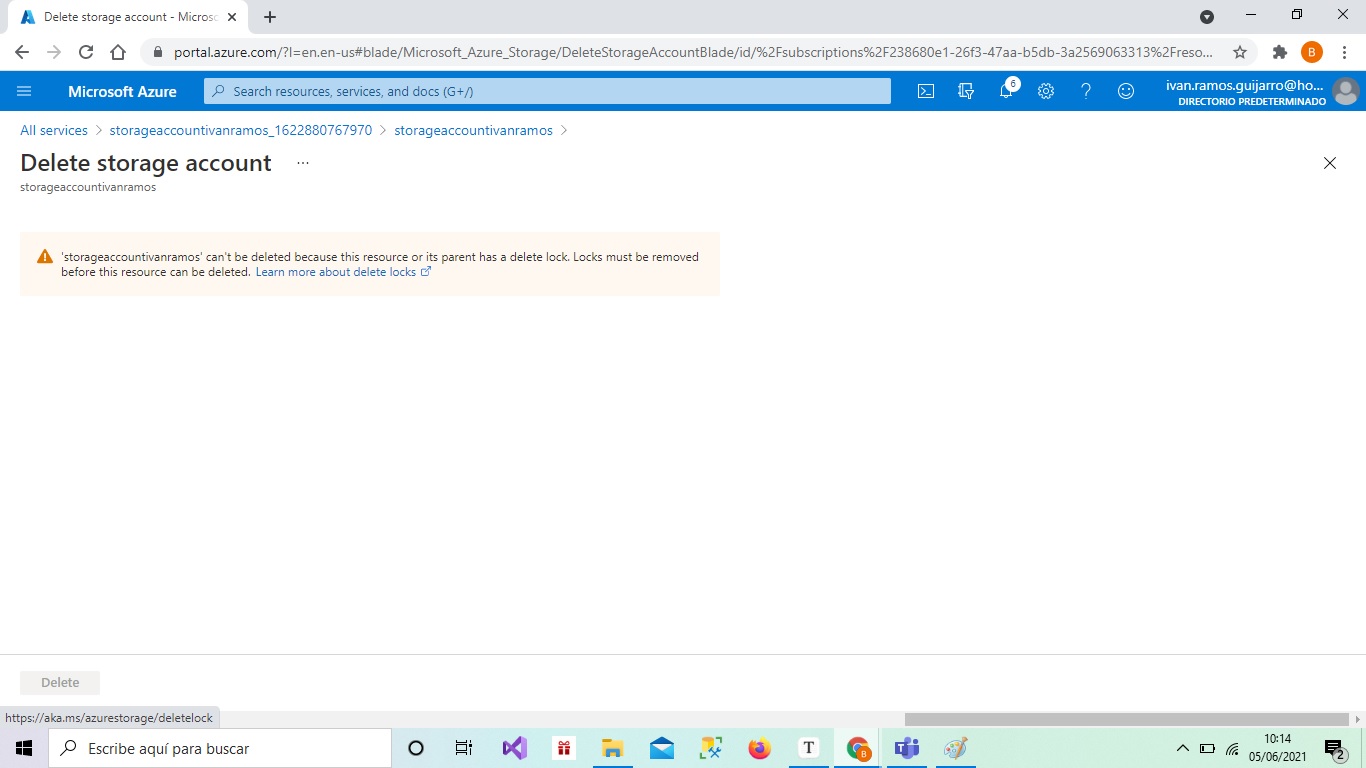 Delete storage account - Microsc
portal.azure.com/?l=en.en-us#blade/Microsoft_Azure_Storage/DeleteStorageAccountBlade/id/%2Fsubscriptions%2F238680e1-26f3-47aa-b5db-3a2569063313%2Freso...
B
Microsoft Azure
Search resources, services, and docs (G+/)
6
ivan.ramos.guijarro@ho...
DIRECTORIO PREDETERMINADO
All services > storageaccountivanramos_1622880767970 > storageaccountivanramos >
Delete storage account ...
storageaccountivanramos
'storageaccountivanramos' can't be deleted because this resource or its parent has a delete lock. Locks must be removed
before this resource can be deleted. Learn more about delete locks
Delete
https://aka.ms/azurestorage/deletelock
Escribe aquí para buscar
T
B
10:14
05/06/2021
2